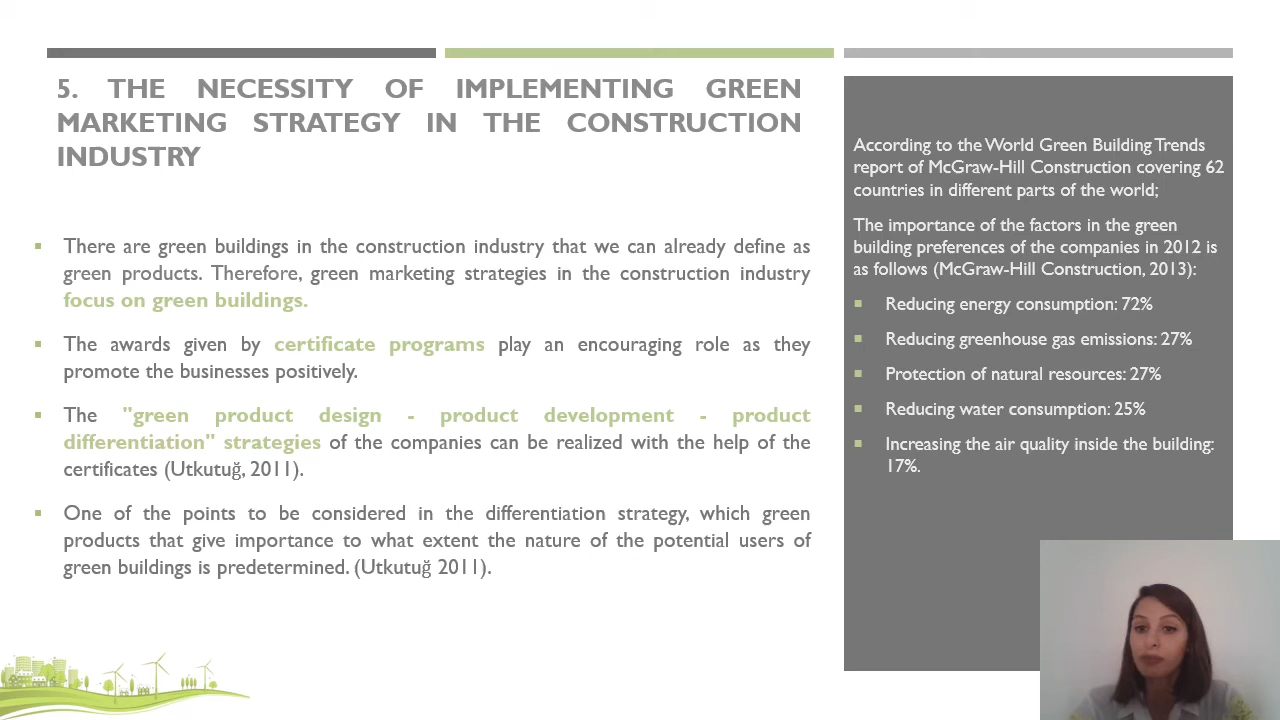 5. THE NECESSITY OF IMPLEMENTING GREEN
MARKETING STRATEGY IN THE CONSTRUCTION
INDUSTRY
There are green buildings in the construction industry that we can already define as
green products. Therefore, green marketing strategies in the construction industry
focus on green buildings.
The awards given by certificate programs play an encouraging role as they
promote the businesses positively.
The "green product design - product development - product
differentiation" strategies of the companies can be realized with the help of the
certificates (Utkutuğ, 2011).
One of the points to be considered in the differentiation strategy, which green
products that give importance to what extent the nature of the potential users of
green buildings is predetermined. (Utkutuğ 2011).
According to the World Green Building Trends
report of McGraw-Hill Construction covering 62
countries in different parts of the world;
The importance of the factors in the green
building preferences of the companies in 2012 is
as follows (McGraw-Hill Construction, 2013):
Reducing energy consumption: 72%
Reducing greenhouse gas emissions: 27%
Protection of natural resources: 27%
Reducing water consumption: 25%
Increasing the air quality inside the building:
17%.